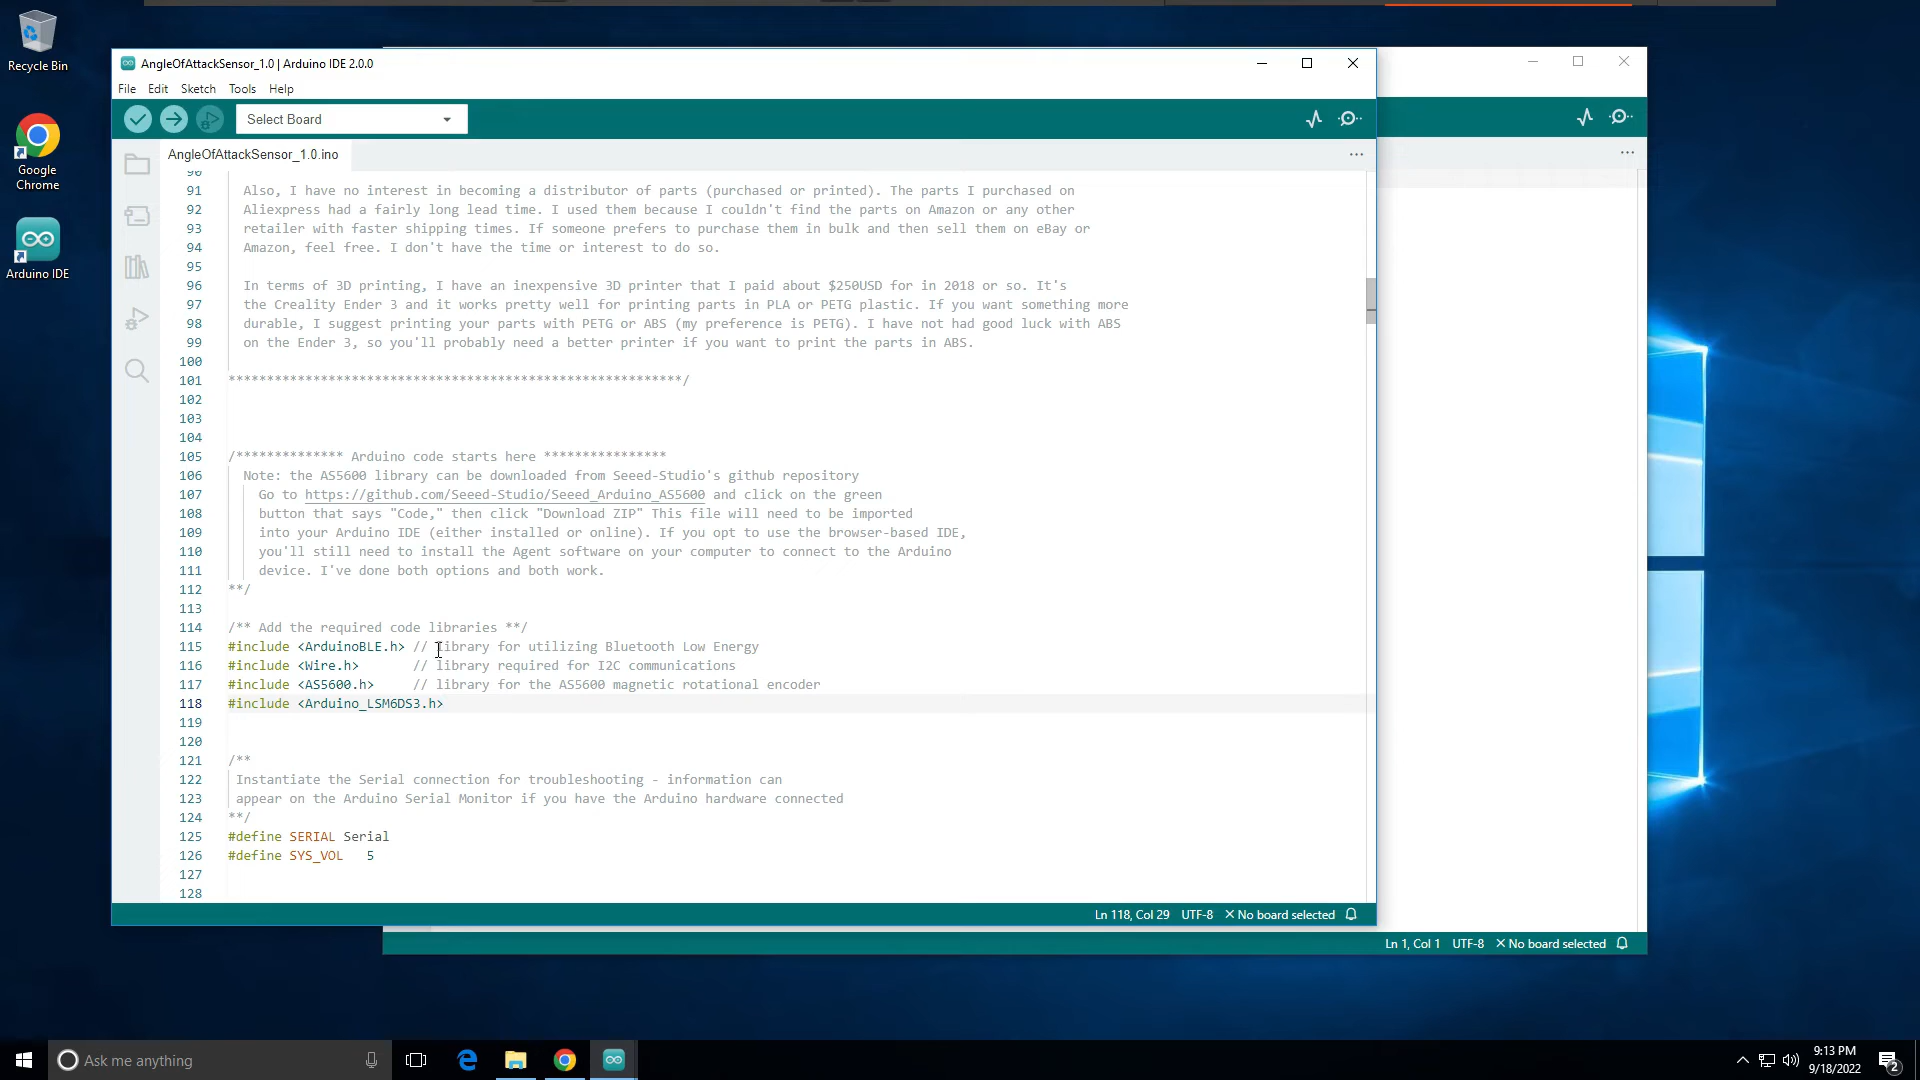 Recycle Bin
Google
Chrome
Arduino IDE
AngleOfAttackSensor_1.0 | Arduino IDE 2.0.0
File Edit Sketch Tools Help
Select Board
AngleOfAttackSensor_1.0.ino
90
91 Also, I have no interest in becoming a distributor of parts (purchased or printed). The parts I purchased on
92 Aliexpress had a fairly long lead time. I used them because I couldn't find the parts on Amazon or any other
93 retailer with faster shipping times. If someone prefers to purchase them in bulk and then sell them on eBay or
94 Amazon, feel free. I don't have the time or interest to do so.
95
96 In terms of 3D printing, I have an inexpensive 3D printer that I paid about $250USD for in 2018 or so. It's
97 the Creality Ender 3 and it works pretty well for printing parts in PLA or PETG plastic. If you want something more
98 durable, I suggest printing your parts with PETG or ABS (my preference is PETG). I have not had good luck with ABS
99 on the Ender 3, so you'll probably need a better printer if you want to print the parts in ABS.
100
101 ***********************************************************/
102
103
104
105 /************** Arduino code starts here ****************
106 Note: the AS5600 library can be downloaded from Seeed-Studio's github repository
107 Go to https://github.com/Seeed-Studio/Seeed_Arduino_AS5600 and click on the green
108 button that says "Code," then click "Download ZIP" This file will need to be imported
109 into your Arduino IDE (either installed or online). If you opt to use the browser-based IDE,
110 you'll still need to install the Agent software on your computer to connect to the Arduino
111 device. I've done both options and both work.
112 **/
113
114 /** Add the required code libraries **/
115 #include <ArduinoBLE.h> // library for utilizing Bluetooth Low Energy
116 #include <Wire.h> // library required for I2C communications
117 #include <AS5600.h> // library for the AS5600 magnetic rotational encoder
118 #include <Arduino_LSM6DS3.h>
119
120
121 /**
122 Instantiate the Serial connection for troubleshooting - information can
123 appear on the Arduino Serial Monitor if you have the Arduino hardware connected
124 **/
125 #define SERIAL Serial
126 #define SYS_VOL 5
127
128
Ln 118, Col 29 UTF-8 No board selected
Ln 1, Col 1 UTF-8 No board selected
Ask me anything
9:13 PM
9/18/2022
2